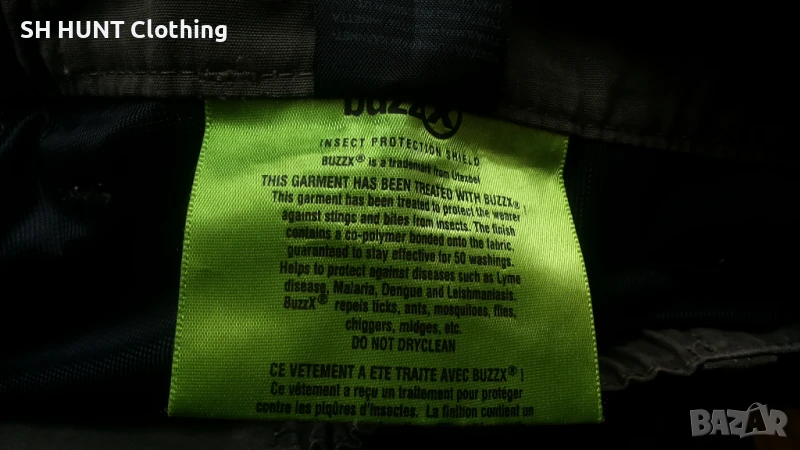 SH HUNT Clothing
buzzX
INSECT PROTECTION SHIELD
BUZZX® is a trademark from Utexbel
THIS GARMENT HAS BEEN TREATED WITH BUZZX® !
This garment has been treated to protect the wearer
against stings and bites from insects. The finish
contains a co-polymer bonded onto the fabric,
guaranteed to stay effective for 50 washings.
Helps to protect against diseases such as Lyme
disease, Malaria, Dengue and Leishmaniasis.
BuzzX® repels ticks, ants, mosquitoes, flies,
chiggers, midges, etc.
DO NOT DRYCLEAN
CE VETEMENT A ETE TRAITE AVEC BUZZX® !
Ce vêtement a reçu un traitement pour protéger
contre les piqûres d'insectes. La finition contient un
BAZAR